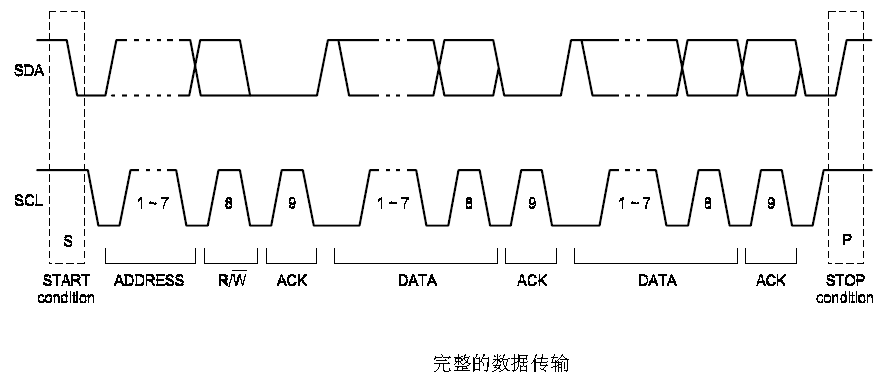 SDA
SCL
1 – 7
8
9
1 – 7
8
9
1 – 7
8
9
S
P
START
condition
ADDRESS
R/W̅
ACK
DATA
ACK
DATA
ACK
STOP
condition
完整的数据传输